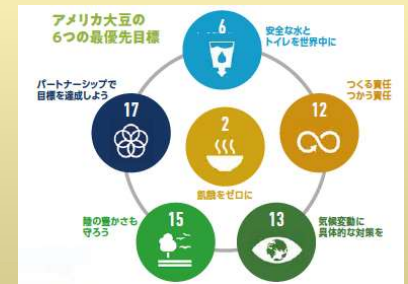 アメリカ大豆の
6つの最優先目標
6
安全な水と
トイレを世界中に
パートナーシップで
目標を達成しよう
17
つくる責任
つかう責任
12
2
飢餓をゼロに
陸の豊かさも
守ろう
15
13
気候変動に
具体的な対策を